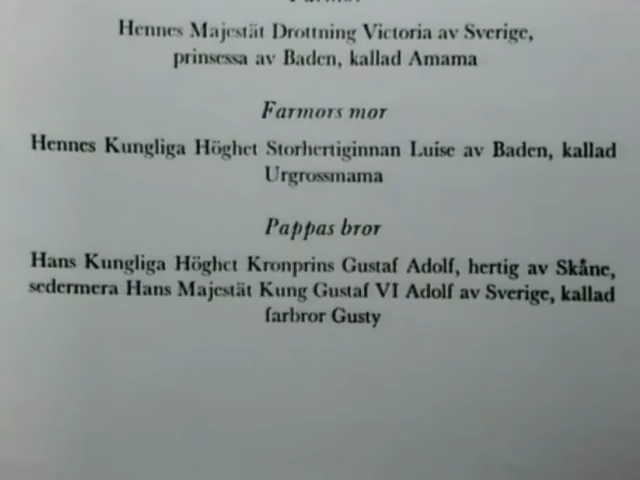 Farmor
Hennes Majestät Drottning Victoria av Sverige,
prinsessa av Baden, kallad Amama
Farmors mor
Hennes Kungliga Höghet Storhertiginnan Luise av Baden, kallad
Urgrossmama
Pappas bror
Hans Kungliga Höghet Kronprins Gustaf Adolf, hertig av Skåne,
sedermera Hans Majestät Kung Gustaf VI Adolf av Sverige, kallad
farbror Gusty